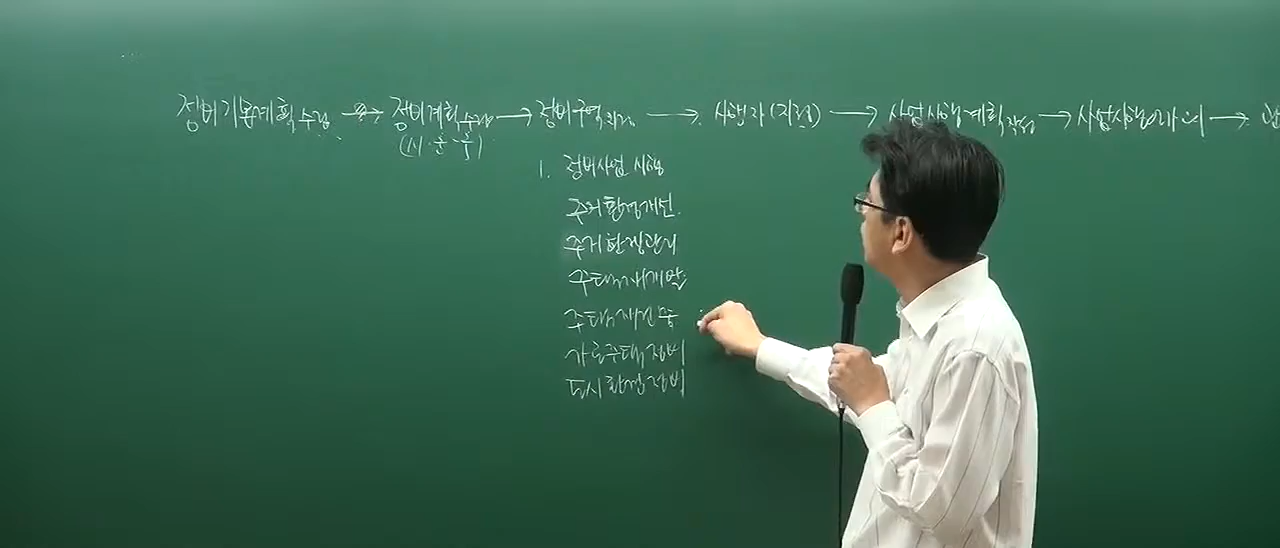 정비기본계획수립 → 정비계획수립 → 정비구역지정 → 시행자(지정) → 사업시행계획작성 → 사업시행인가 →
(시·군·구)
1. 정비사업 시행
주거환경개선.
주거환경관리
주택재개발
주택재건축
가로주택정비
도시환경정비